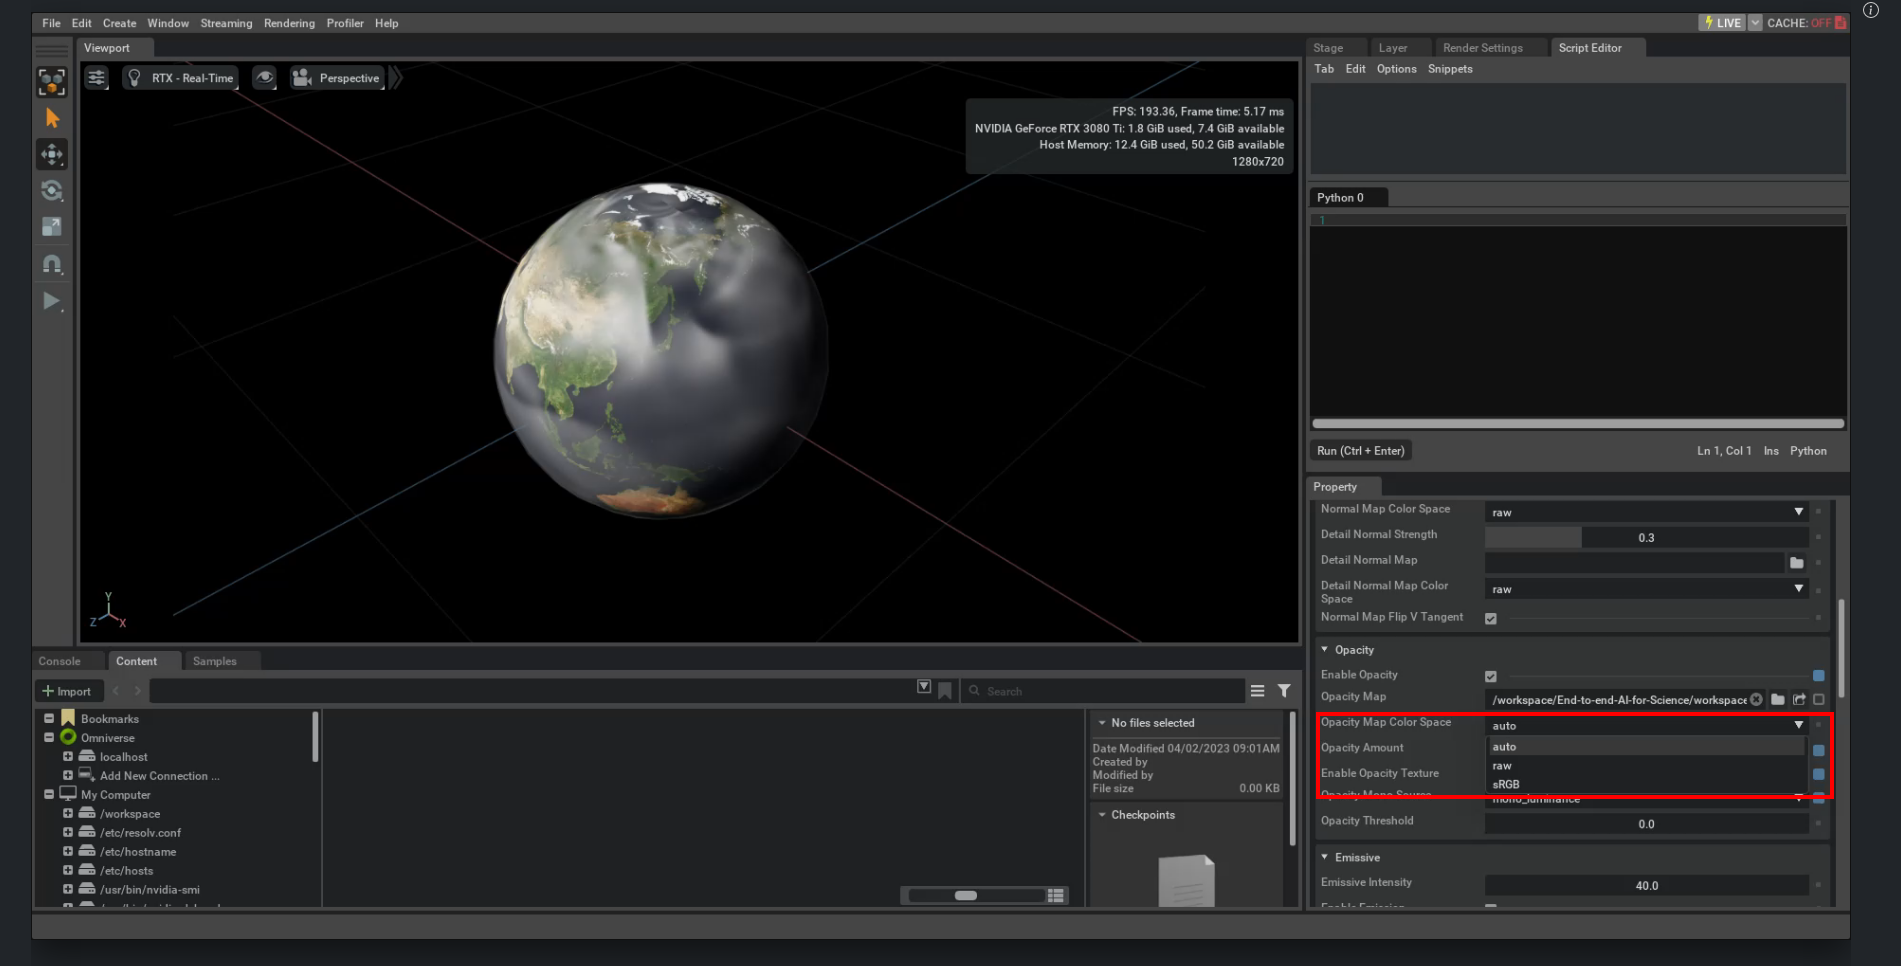 File Edit Create Window Streaming Rendering Profiler Help
LIVE CACHE: OFF
Viewport
RTX - Real-Time
Perspective
FPS: 193.36, Frame time: 5.17 ms
NVIDIA GeForce RTX 3080 Ti: 1.8 GiB used, 7.4 GiB available
Host Memory: 12.4 GiB used, 50.2 GiB available
1280x720
Y
Z X
Stage Layer Render Settings Script Editor
Tab Edit Options Snippets
Python 0
1
Run (Ctrl + Enter) Ln 1, Col 1 Ins Python
Property
Normal Map Color Space raw
Detail Normal Strength 0.3
Detail Normal Map
Detail Normal Map Color
Space
raw
Normal Map Flip V Tangent
Opacity
Enable Opacity
Opacity Map /workspace/End-to-end-AI-for-Science/workspace
Opacity Map Color Space auto
auto
raw
sRGB
Opacity Amount
Enable Opacity Texture
Opacity Mono Source mono_luminance
Opacity Threshold 0.0
Emissive
Emissive Intensity 40.0
Enable Emission
Console Content Samples
Import
Search
Bookmarks
Omniverse
localhost
Add New Connection ...
My Computer
/workspace
/etc/resolv.conf
/etc/hostname
/etc/hosts
/usr/bin/nvidia-smi
No files selected
Date Modified 04/02/2023 09:01AM
Created by
Modified by
File size 0.00 KB
Checkpoints